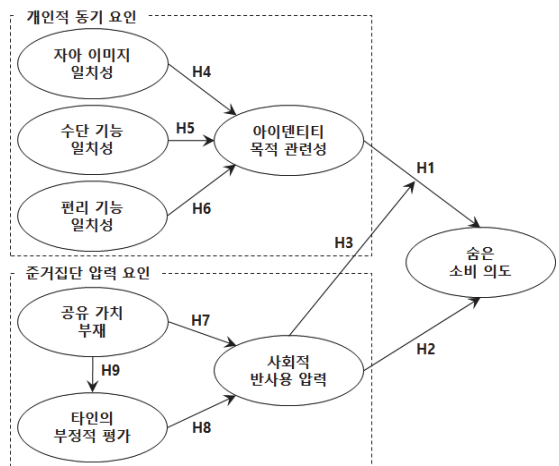 개인적 동기 요인
자아 이미지
일치성
H4
수단 기능
일치성
H5
아이덴티티
목적 관련성
편리 기능
일치성
H6
H1
H3
숨은
소비 의도
준거집단 압력 요인
공유 가치
부재
H7
H9
사회적
반사용 압력
H2
타인의
부정적 평가
H8